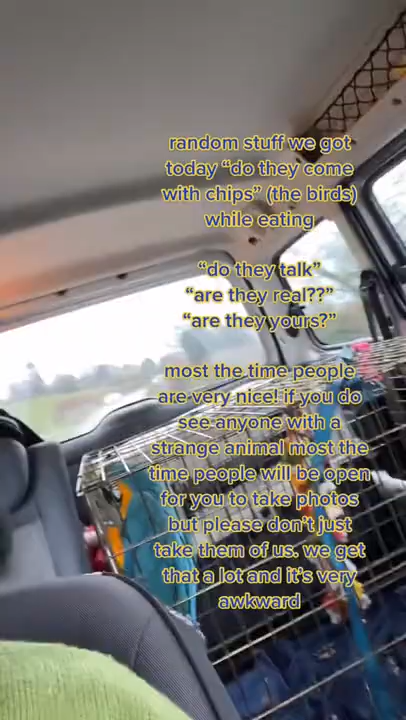 random stuff we got
today “do they come
with chips” (the birds)
while eating
“do they talk”
“are they real??”
“are they yours?”
most the time people
are very nice! if you do
see anyone with a
strange animal most the
time people will be open
for you to take photos
but please don’t just
take them of us. we get
that a lot and it’s very
awkward